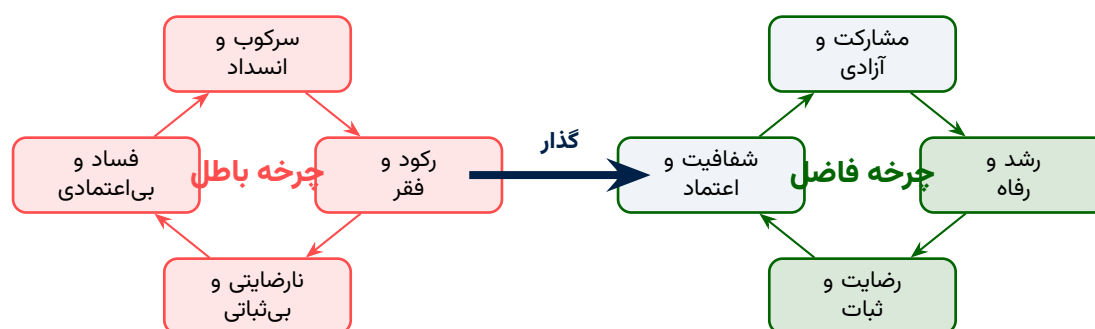 سرکوب و
انسداد
فساد و
بی‌اعتمادی
چرخه باطل
رکود و
فقر
نارضایتی و
بی‌ثباتی
گذار
مشارکت و
آزادی
شفافیت و
اعتماد
چرخه فاضل
رشد و
رفاه
رضایت و
ثبات